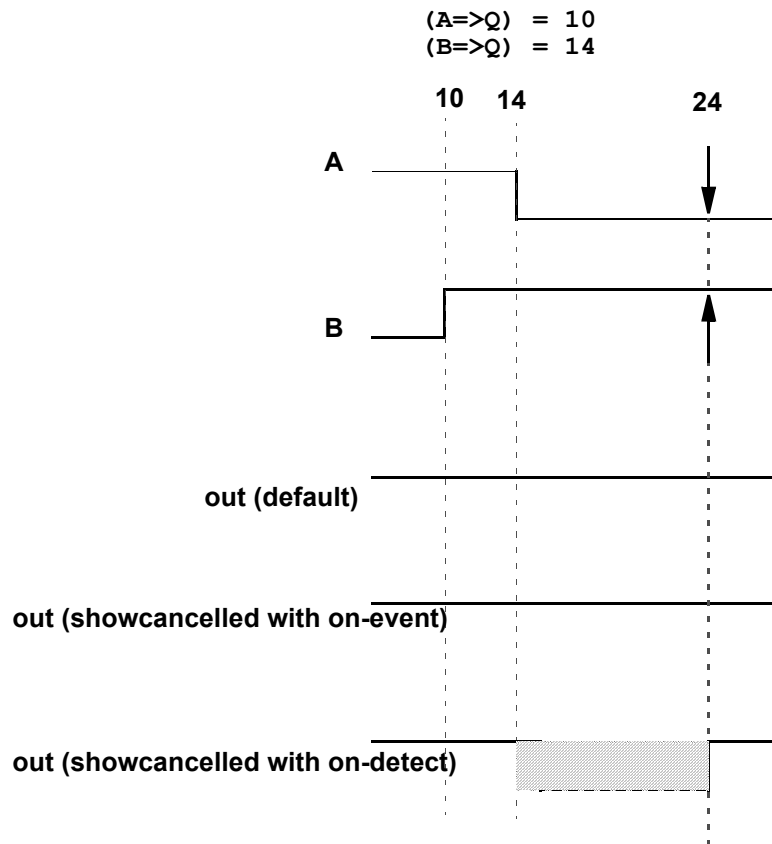 (A=>Q) = 10
(B=>Q) = 14
10 14 24
A
B
out (default)
out (showcancelled with on-event)
out (showcancelled with on-detect)